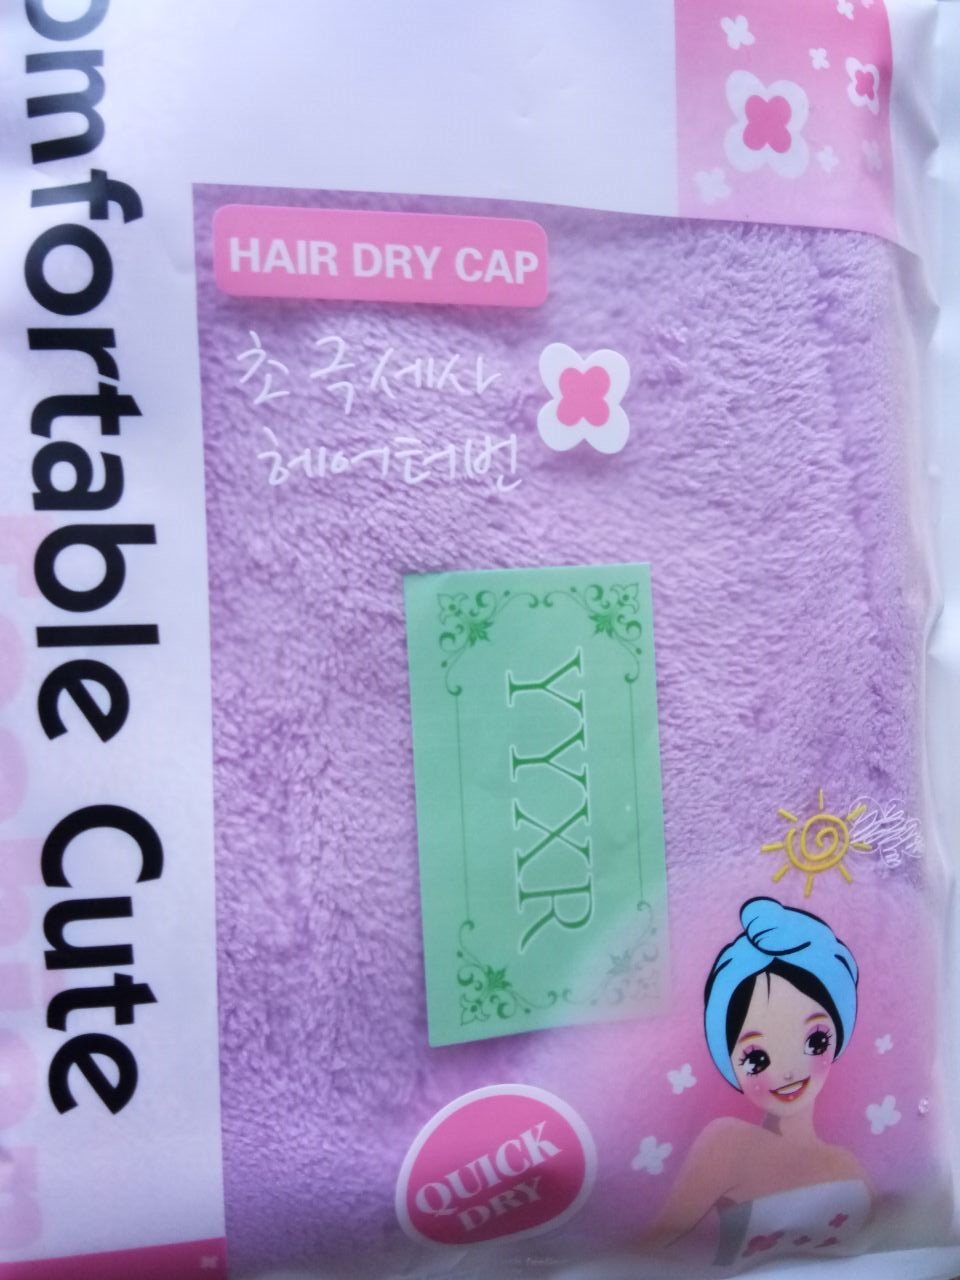 omfortable Cute
HAIR DRY CAP
초극세사
헤어터번
YYXR
QUICK
DRY